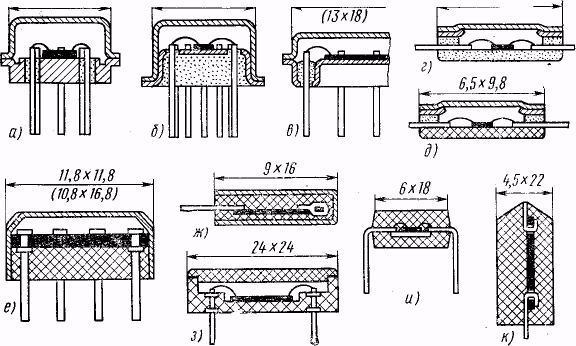 (13×18)
а)
б)
в)
г)
6,5×9,8
д)
11,8×11,8
(10,8×16,8)
е)
9×16
ж)
24×24
з)
6×18
и)
4,5×22
к)